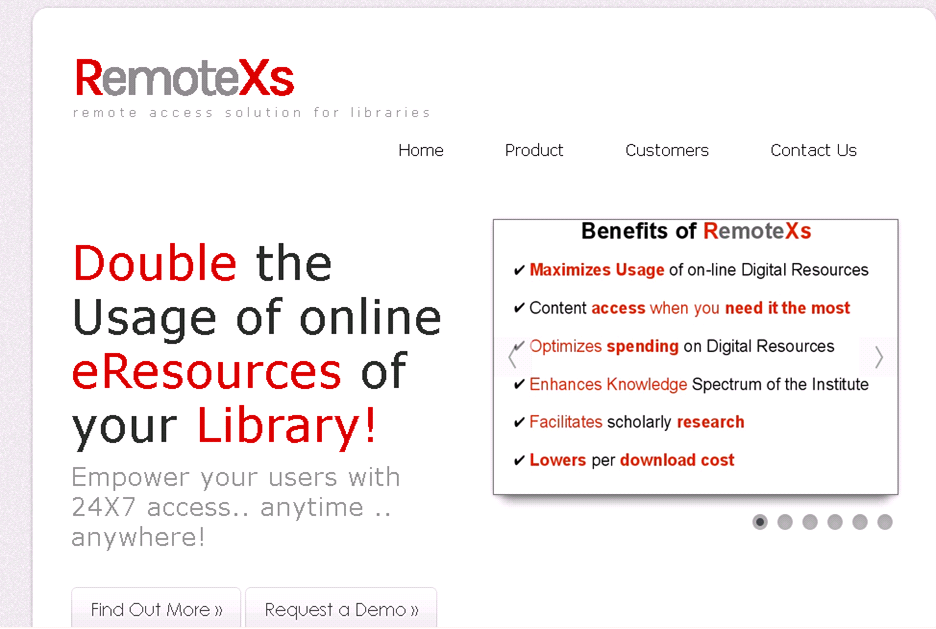 RemoteXs
remote access solution for libraries
Home Product Customers Contact Us
Double the
Usage of online
eResources of
your Library!
Empower your users with
24X7 access.. anytime ..
anywhere!
Find Out More » Request a Demo »
Benefits of RemoteXs
✔ Maximizes Usage of on-line Digital Resources
✔ Content access when you need it the most
✔ Optimizes spending on Digital Resources
✔ Enhances Knowledge Spectrum of the Institute
✔ Facilitates scholarly research
✔ Lowers per download cost